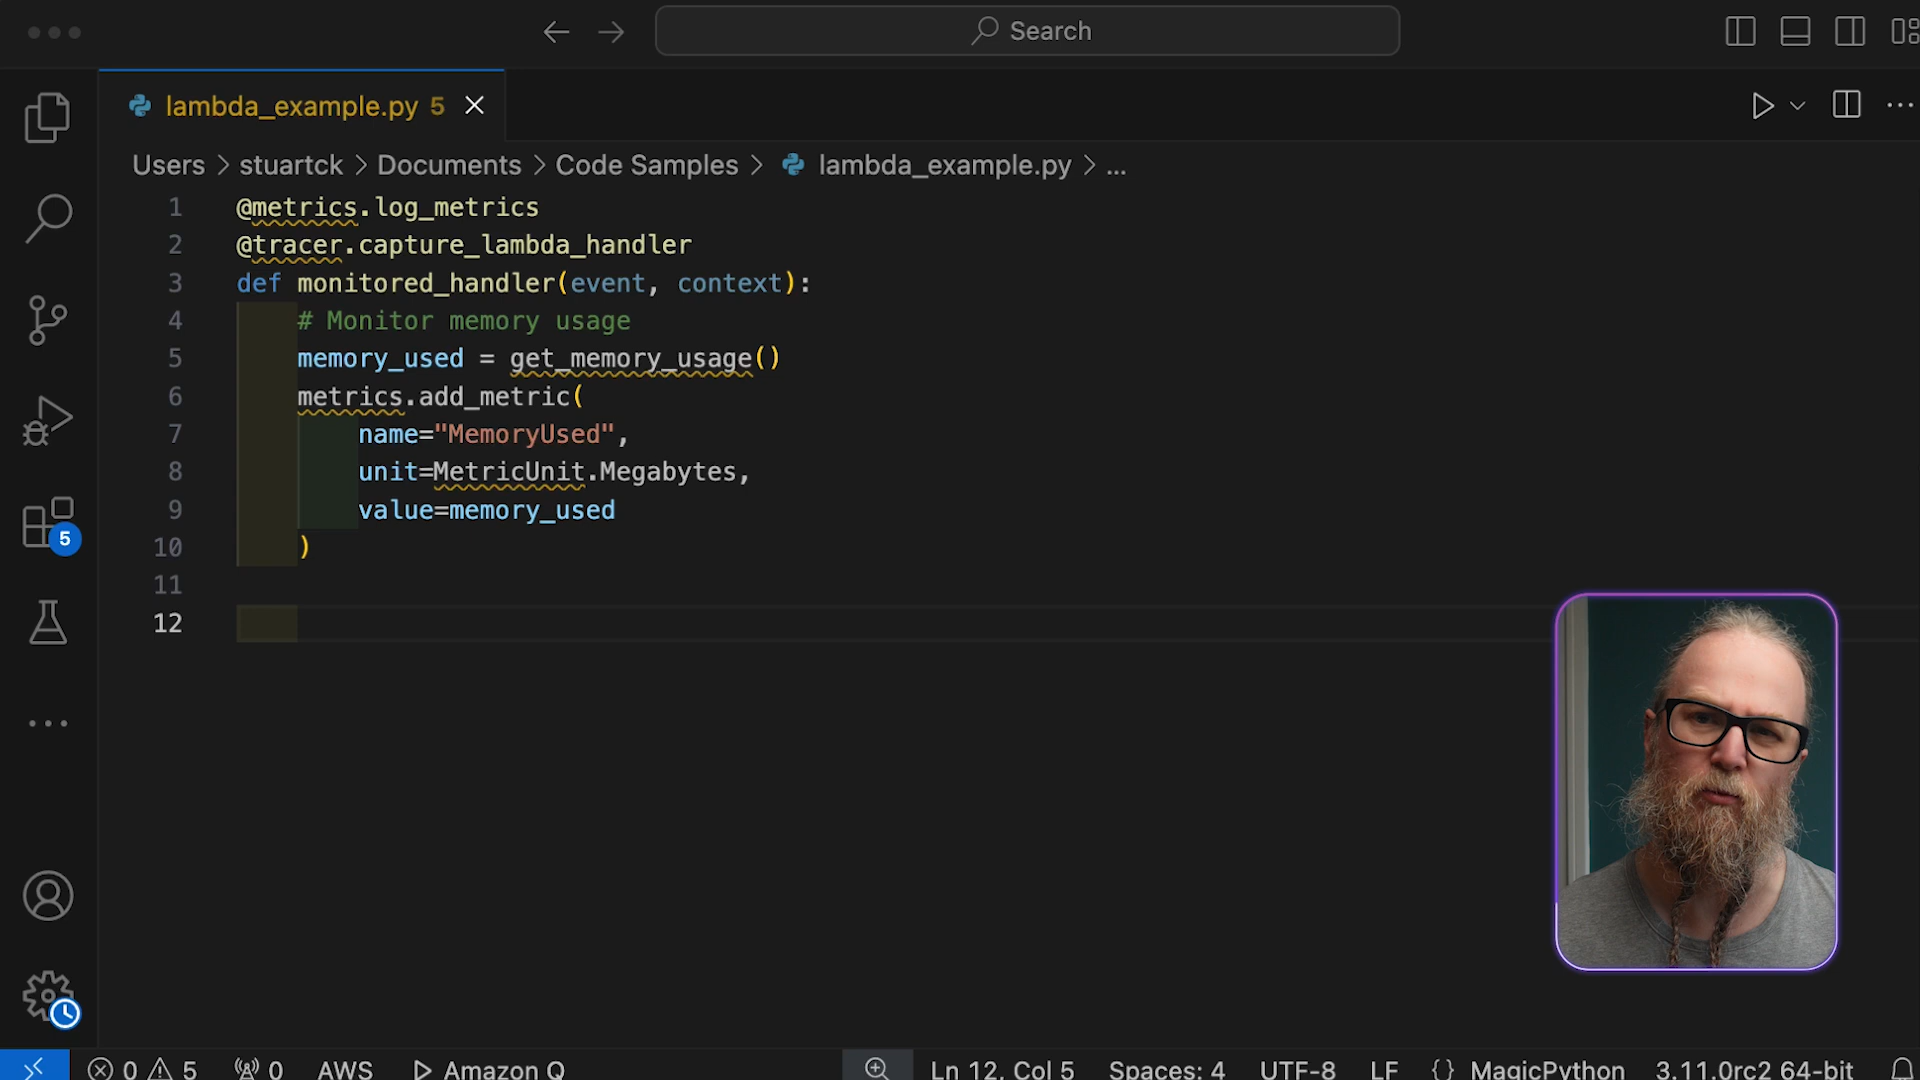 Search
lambda_example.py 5
Users > stuartck > Documents > Code Samples > lambda_example.py > ...
1 @metrics.log_metrics
2 @tracer.capture_lambda_handler
3 def monitored_handler(event, context):
4 # Monitor memory usage
5 memory_used = get_memory_usage()
6 metrics.add_metric(
7 name="MemoryUsed",
8 unit=MetricUnit.Megabytes,
9 value=memory_used
10 )
11
12
5
0 5 0 AWS Amazon Q Ln 12, Col 5 Spaces: 4 UTF-8 LF {} MagicPython 3.11.0rc2 64-bit